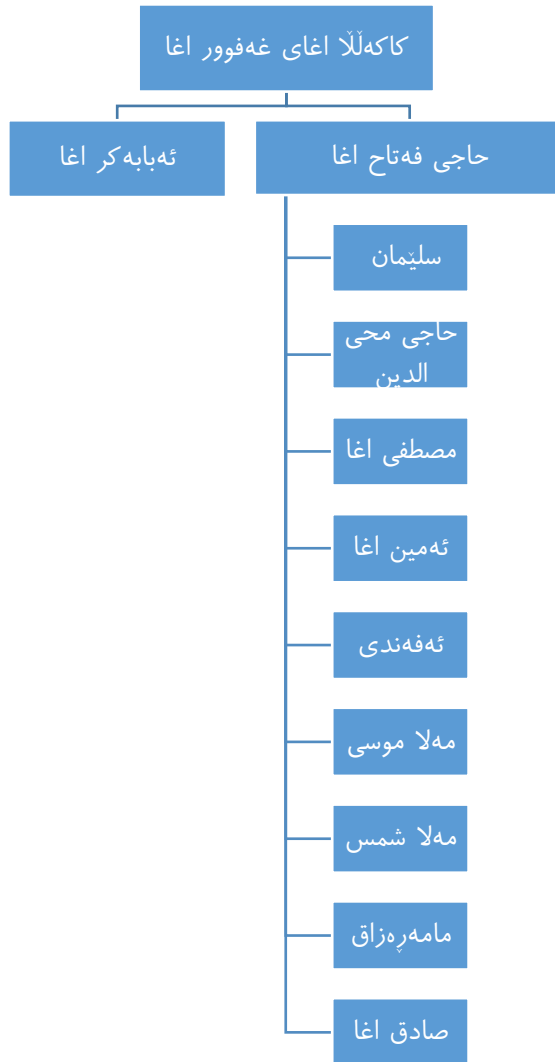 کاکەڵڵا اغای غەفوور اغا
حاجی فەتاح اغا
ئەبابەکر اغا
سلێمان
حاجی محی
الدین
مصطفی اغا
ئەمین اغا
ئەفەندی
مەلا موسی
مەلا شمس
مامەڕەزاق
صادق اغا